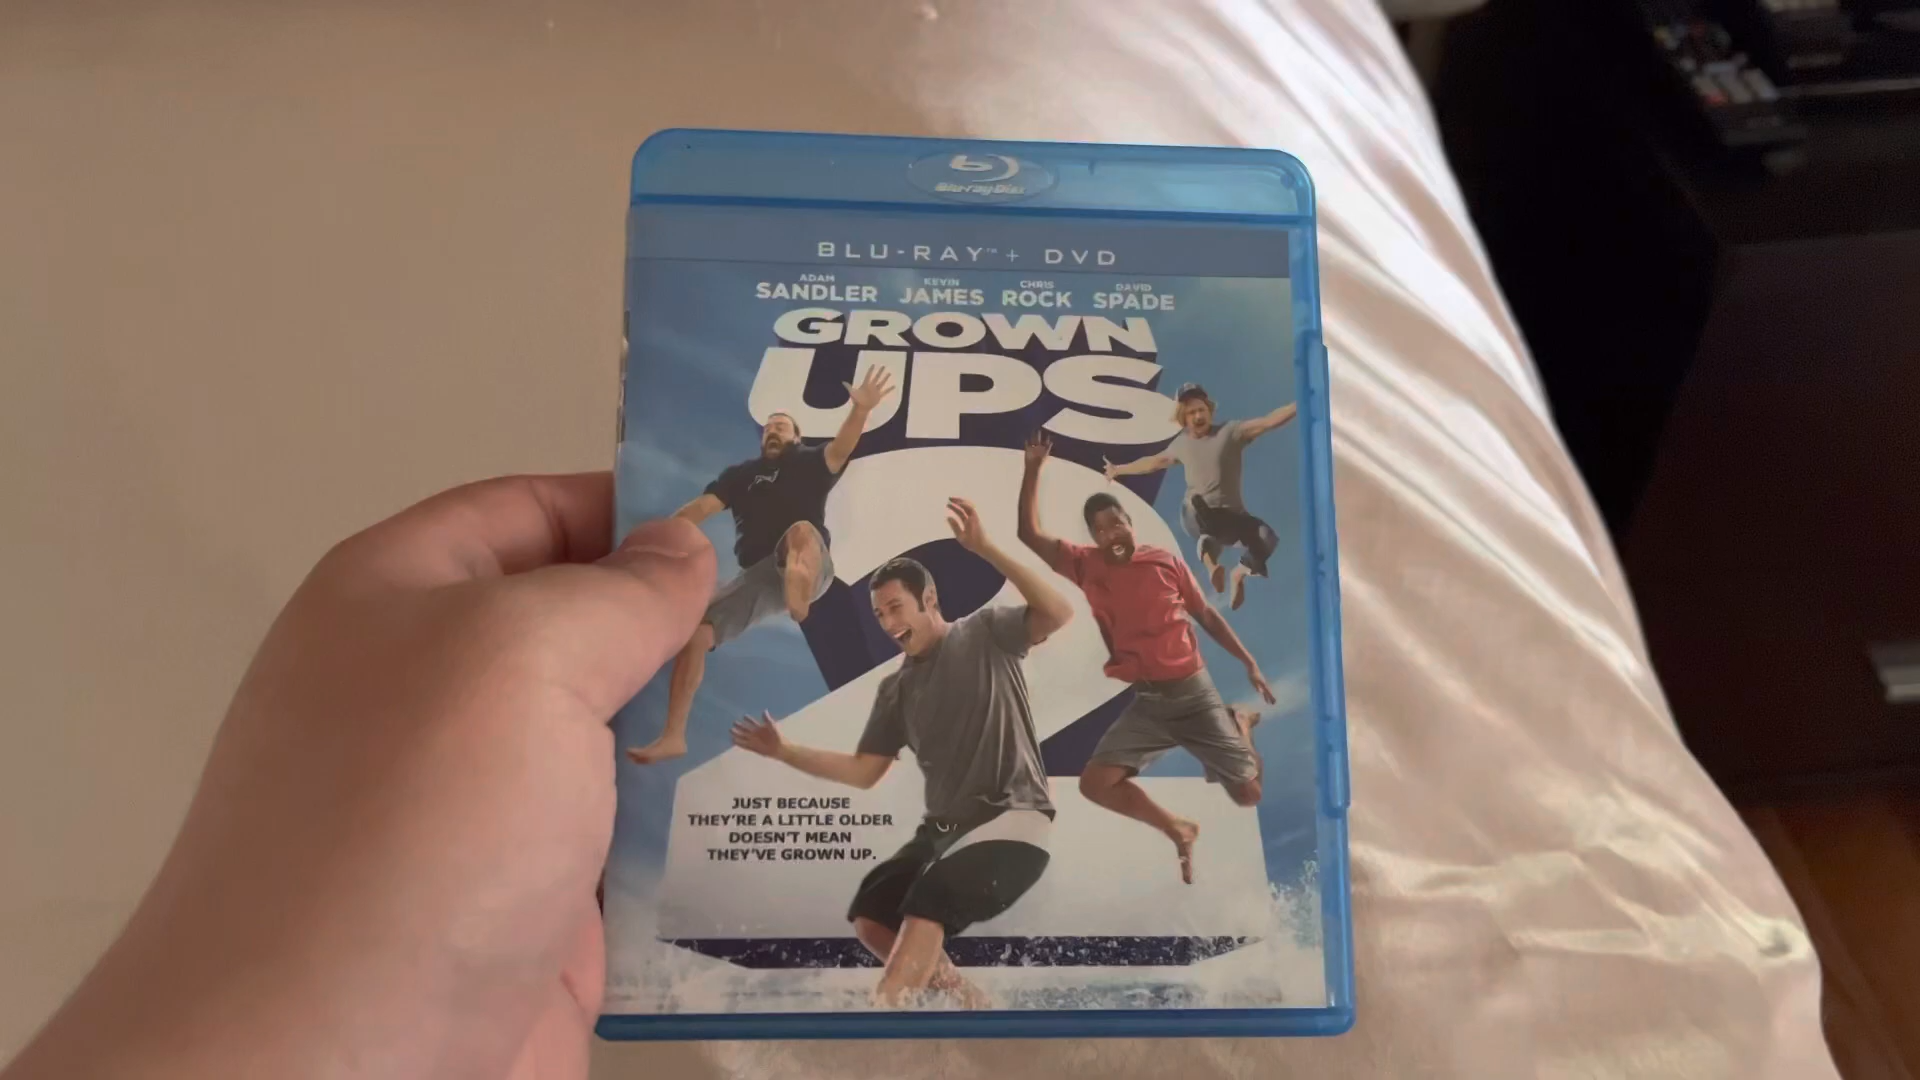 Blu-ray Disc
BLU-RAY™ + DVD
ADAM SANDLER KEVIN JAMES CHRIS ROCK DAVID SPADE
GROWN
UPS
2
JUST BECAUSE
THEY'RE A LITTLE OLDER
DOESN'T MEAN
THEY'VE GROWN UP.